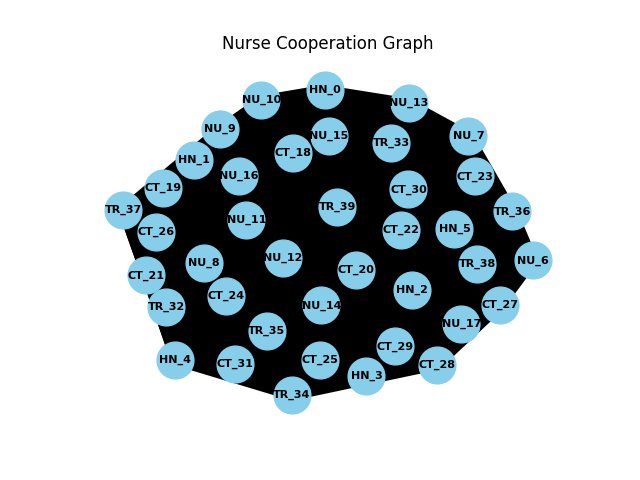 Nurse Cooperation Graph
HN_0
NU_10
NU_13
NU_9
NU_15
NU_7
TR_33
CT_18
HN_1
NU_16
CT_23
CT_19
CT_30
TR_39
TR_37
TR_36
NU_11
CT_26
CT_22
HN_5
NU_12
NU_6
NU_8
TR_38
CT_20
CT_21
HN_2
CT_24
TR_32
NU_14
CT_27
NU_17
TR_35
CT_29
HN_4
CT_25
CT_31
CT_28
HN_3
TR_34